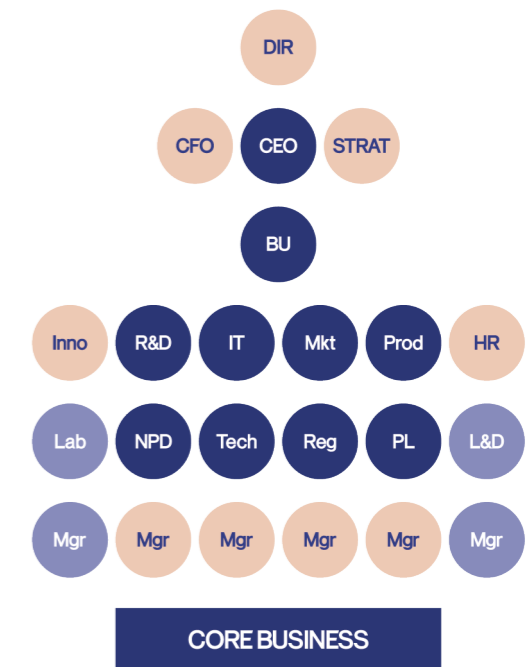 DIR
CFO CEO STRAT
BU
Inno R&D IT Mkt Prod HR
Lab NPD Tech Reg PL L&D
Mgr Mgr Mgr Mgr Mgr Mgr
CORE BUSINESS